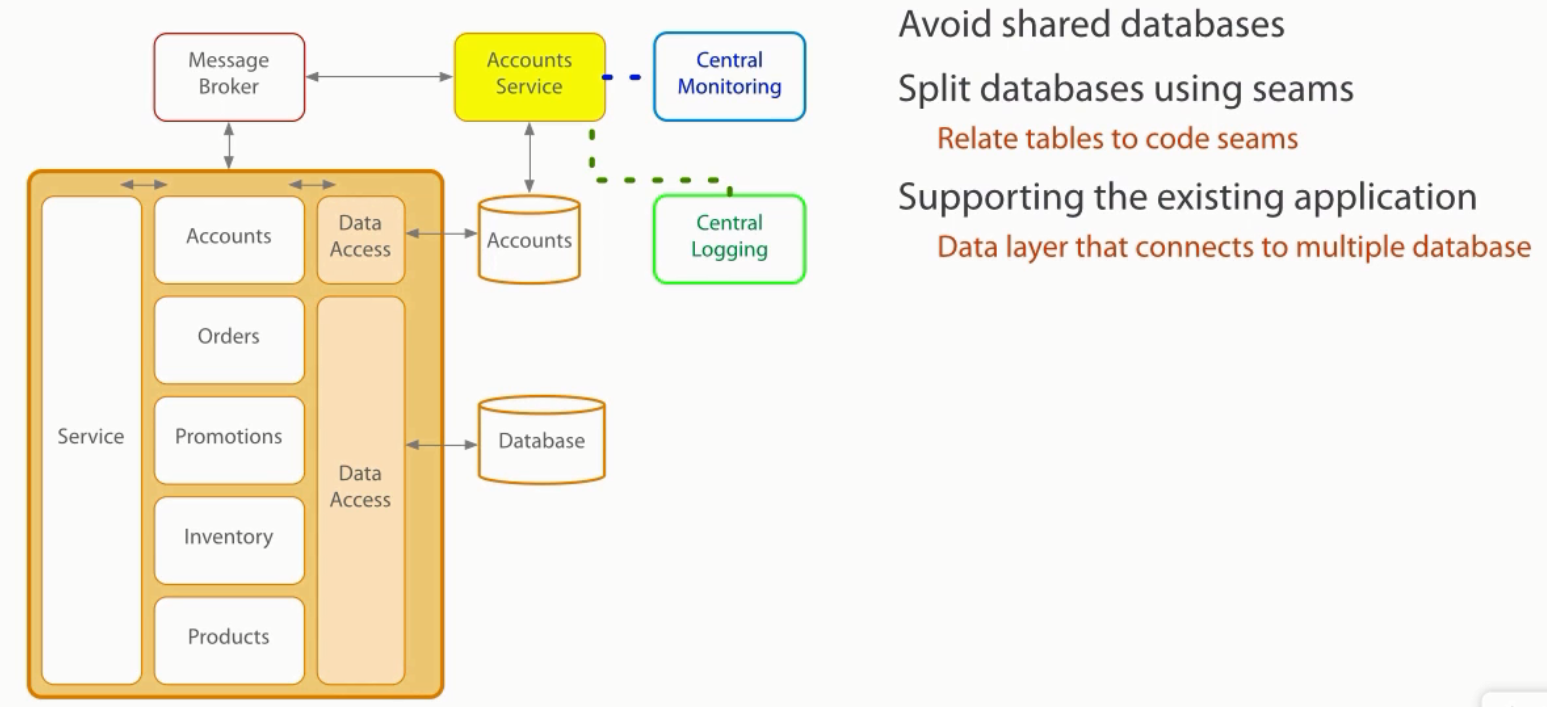 Message
Broker
Accounts
Service
Central
Monitoring
Service
Accounts
Orders
Promotions
Inventory
Products
Data
Access
Data
Access
Accounts
Database
Central
Logging
Avoid shared databases
Split databases using seams
Relate tables to code seams
Supporting the existing application
Data layer that connects to multiple database